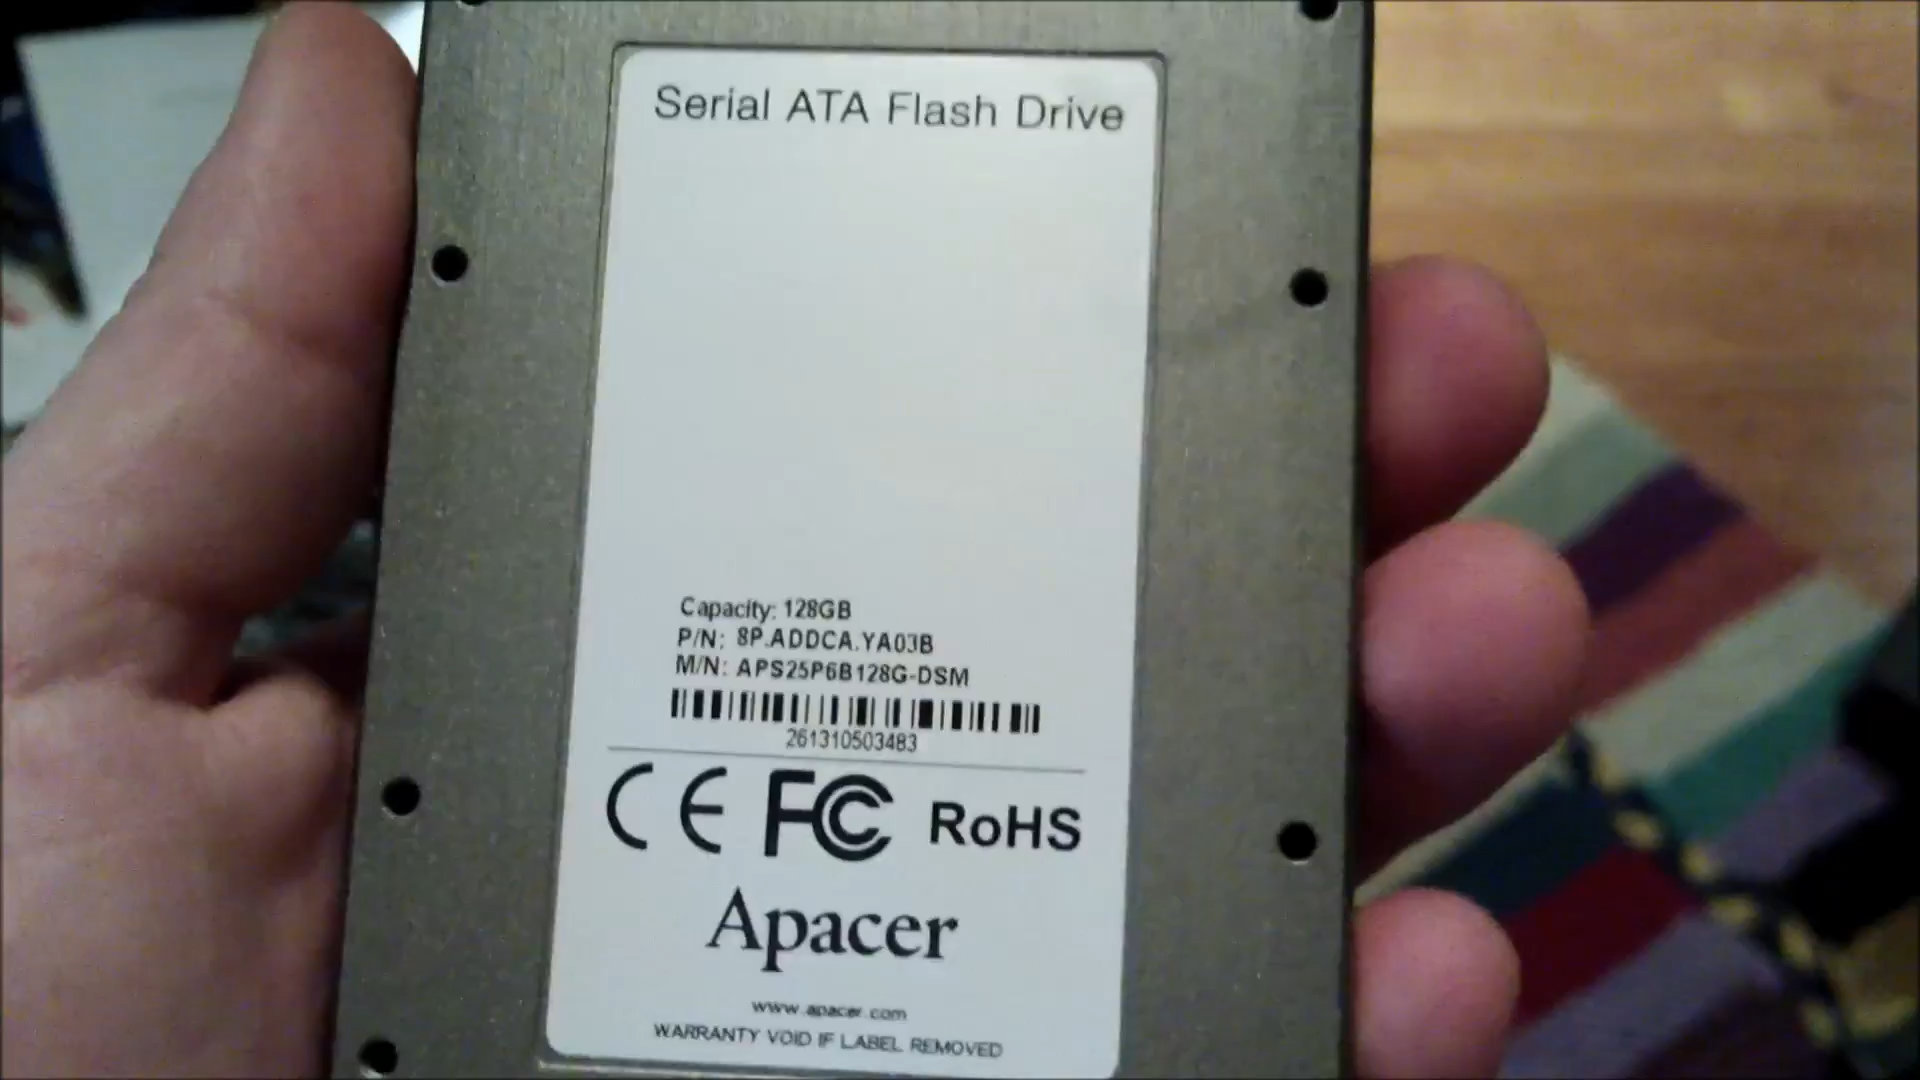 Serial ATA Flash Drive
Capacity: 128GB
P/N: 8P.ADDCA.YA03B
M/N: APS25P6B128G-DSM
261310503483
CE FC RoHS
Apacer
www.apacer.com
WARRANTY VOID IF LABEL REMOVED